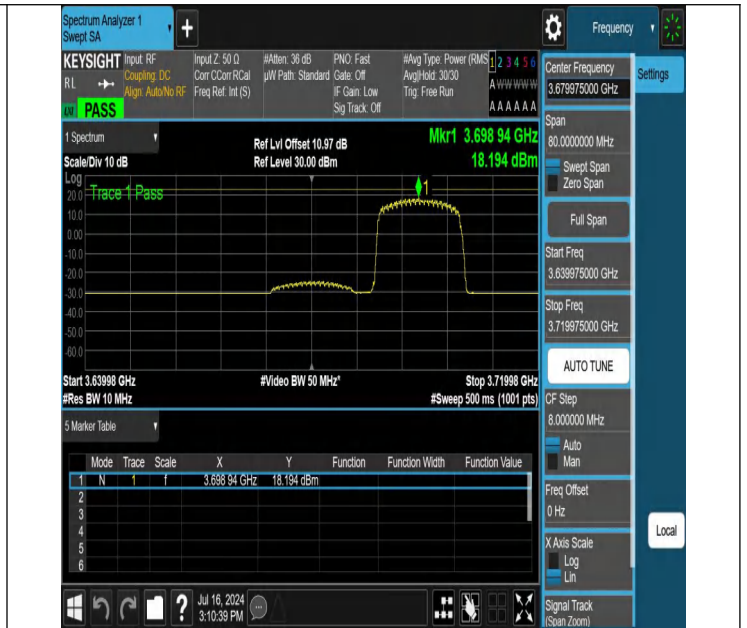 Spectrum Analyzer 1
Swept SA
+
Frequency
KEYSIGHT
RL
PASS
Input: RF
Coupling: DC
Align: Auto/No RF
Input Z: 50 Ω
Corr CCorr RCal
Freq Ref: Int (S)
#Atten: 36 dB
µW Path: Standard
PNO: Fast
Gate: Off
IF Gain: Low
Sig Track: Off
#Avg Type: Power (RMS
Avg|Hold: 30/30
Trig: Free Run
1 2 3 4 5 6
A W W W W W
A A A A A A
1 Spectrum
Scale/Div 10 dB
Ref Lvl Offset 10.97 dB
Ref Level 30.00 dBm
Mkr1 3.698 94 GHz
18.194 dBm
Log
Trace 1 Pass
1
20.0
10.0
0.00
-10.0
-20.0
-30.0
-40.0
-50.0
-60.0
Start 3.63998 GHz
#Res BW 10 MHz
#Video BW 50 MHz*
Stop 3.71998 GHz
#Sweep 500 ms (1001 pts)
5 Marker Table
Mode Trace Scale X Y Function Function Width Function Value
1 N 1 f 3.698 94 GHz 18.194 dBm
2
3
4
5
6
Jul 16, 2024
3:10:39 PM
Center Frequency
3.679975000 GHz
Settings
Span
80.0000000 MHz
Swept Span
Zero Span
Full Span
Start Freq
3.639975000 GHz
Stop Freq
3.719975000 GHz
AUTO TUNE
CF Step
8.000000 MHz
Auto
Man
Freq Offset
0 Hz
Local
X Axis Scale
Log
Lin
Signal Track
(Span Zoom)